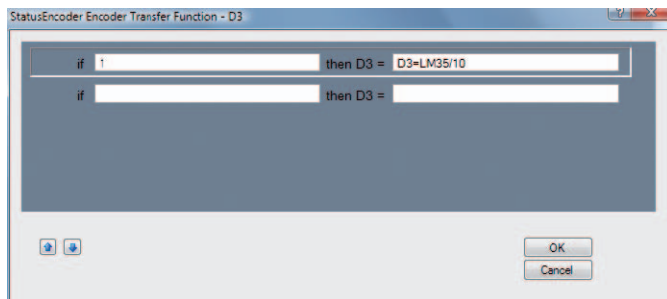 StatusEncoder Encoder Transfer Function - D3
if 1 then D3 = D3=LM35/10
if then D3 =
OK
Cancel